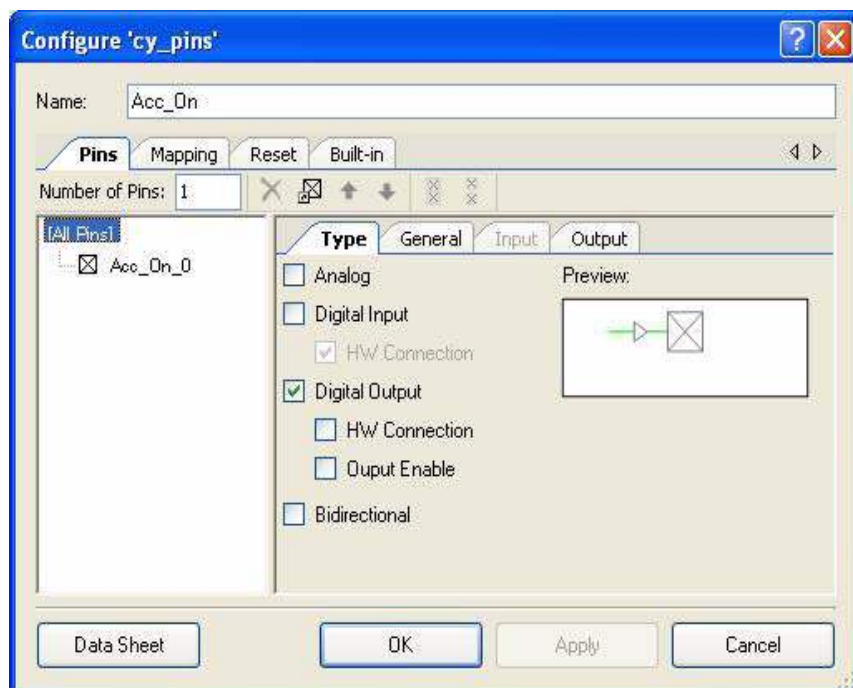 Configure 'cy_pins'
Name: Acc_On
Pins Mapping Reset Built-in
Number of Pins: 1
[All Pins]
Acc_On_0
Type General Input Output
Analog
Preview:
Digital Input
HW Connection
Digital Output
HW Connection
Ouput Enable
Bidirectional
Data Sheet OK Apply Cancel